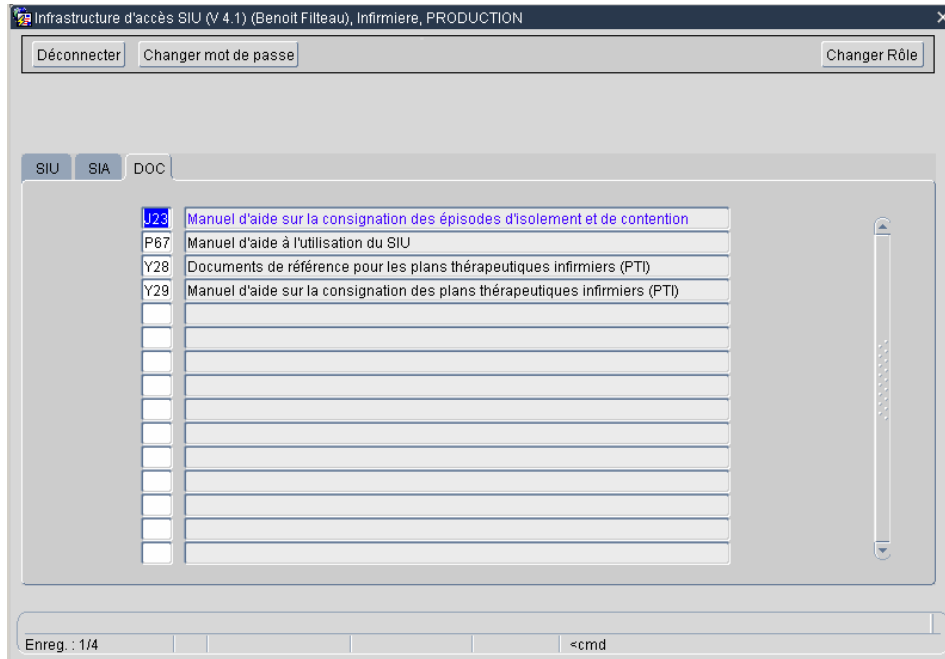 Infrastructure d'accès SIU (V 4.1) (Benoit Filteau), Infirmiere, PRODUCTION
Déconnecter Changer mot de passe Changer Rôle
SIU SIA DOC
J23 Manuel d'aide sur la consignation des épisodes d'isolement et de contention
P67 Manuel d'aide à l'utilisation du SIU
Y28 Documents de référence pour les plans thérapeutiques infirmiers (PTI)
Y29 Manuel d'aide sur la consignation des plans thérapeutiques infirmiers (PTI)
Enreg. : 1/4 <cmd